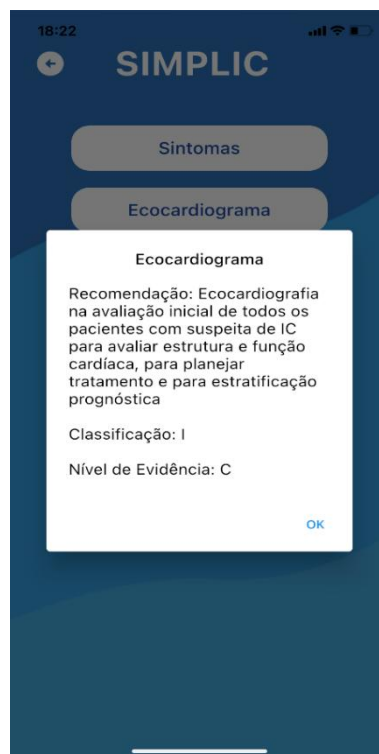 18:22
SIMPLIC
Sintomas
Ecocardiograma
Ecocardiograma
Recomendação: Ecocardiografia
na avaliação inicial de todos os
pacientes com suspeita de IC
para avaliar estrutura e função
cardíaca, para planejar
tratamento e para estratificação
prognóstica
Classificação: I
Nível de Evidência: C
OK